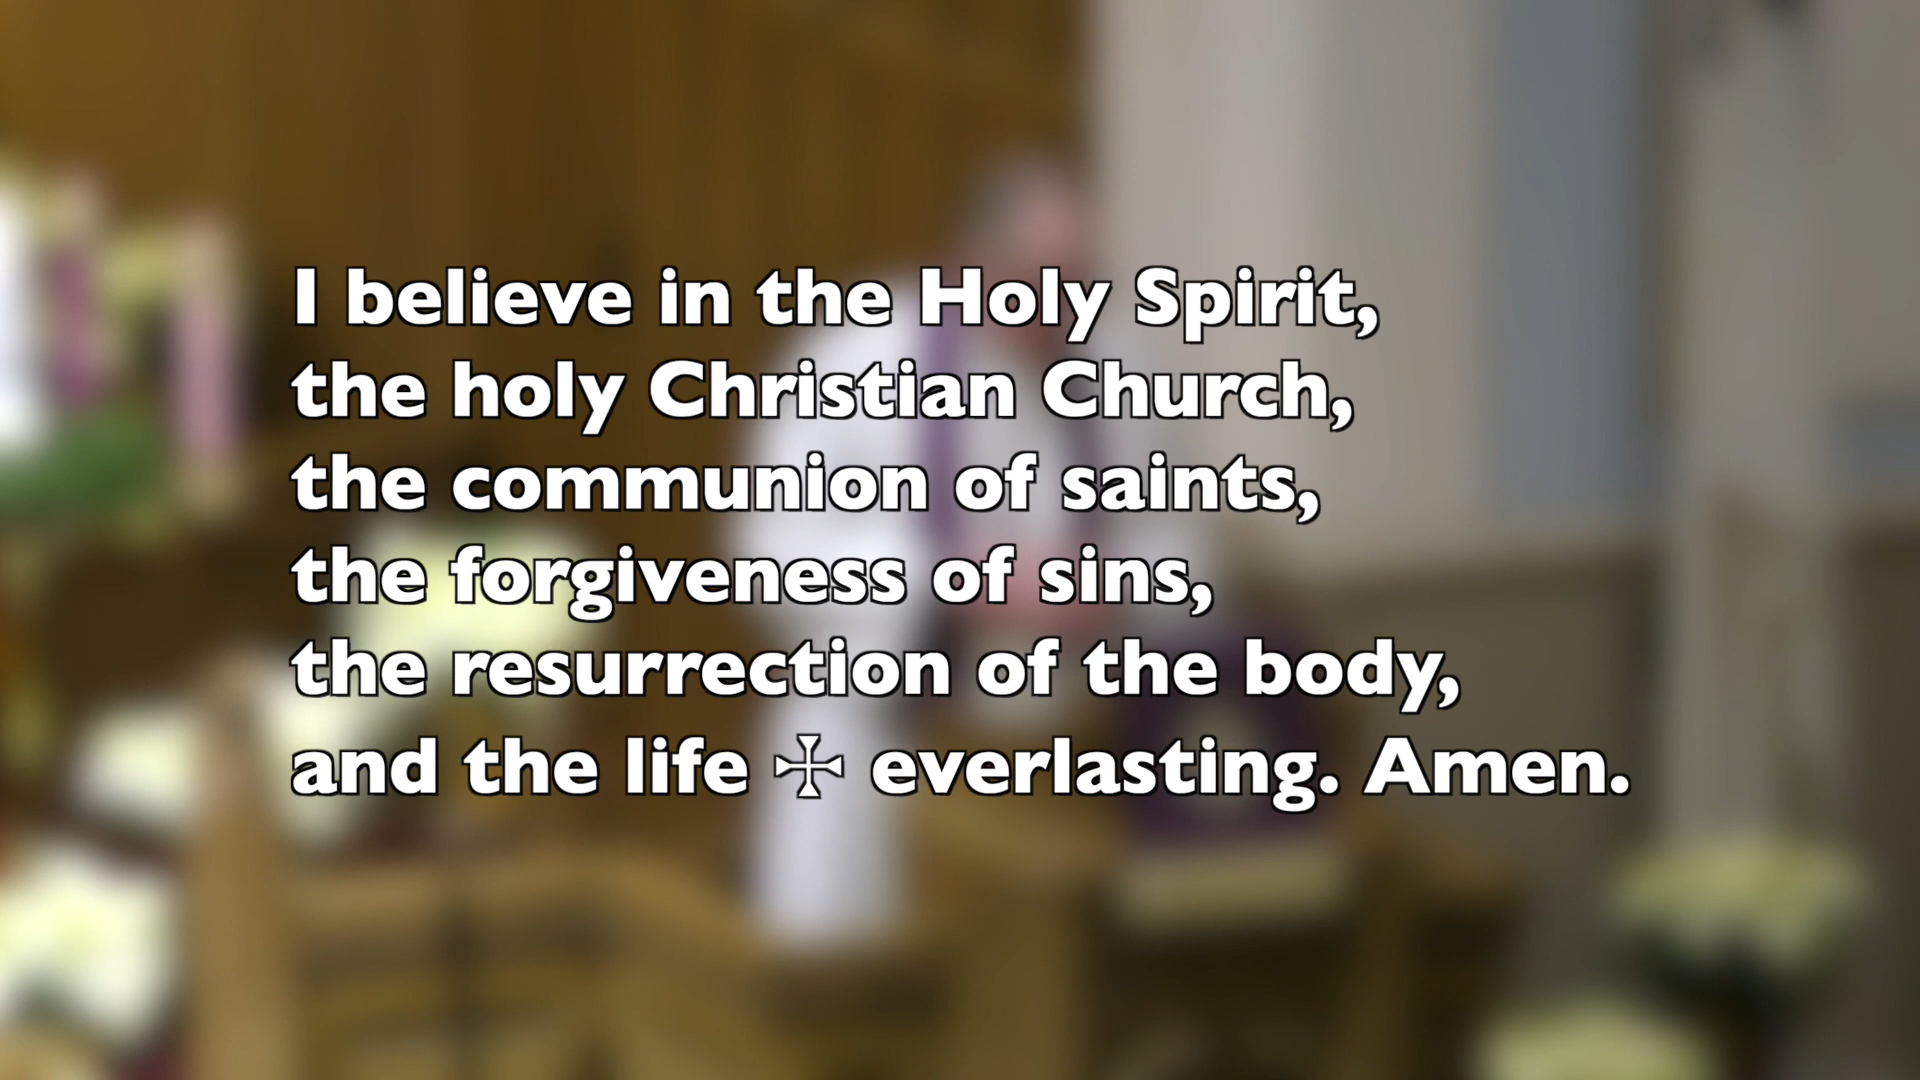 I believe in the Holy Spirit,
the holy Christian Church,
the communion of saints,
the forgiveness of sins,
the resurrection of the body,
and the life ☩ everlasting. Amen.